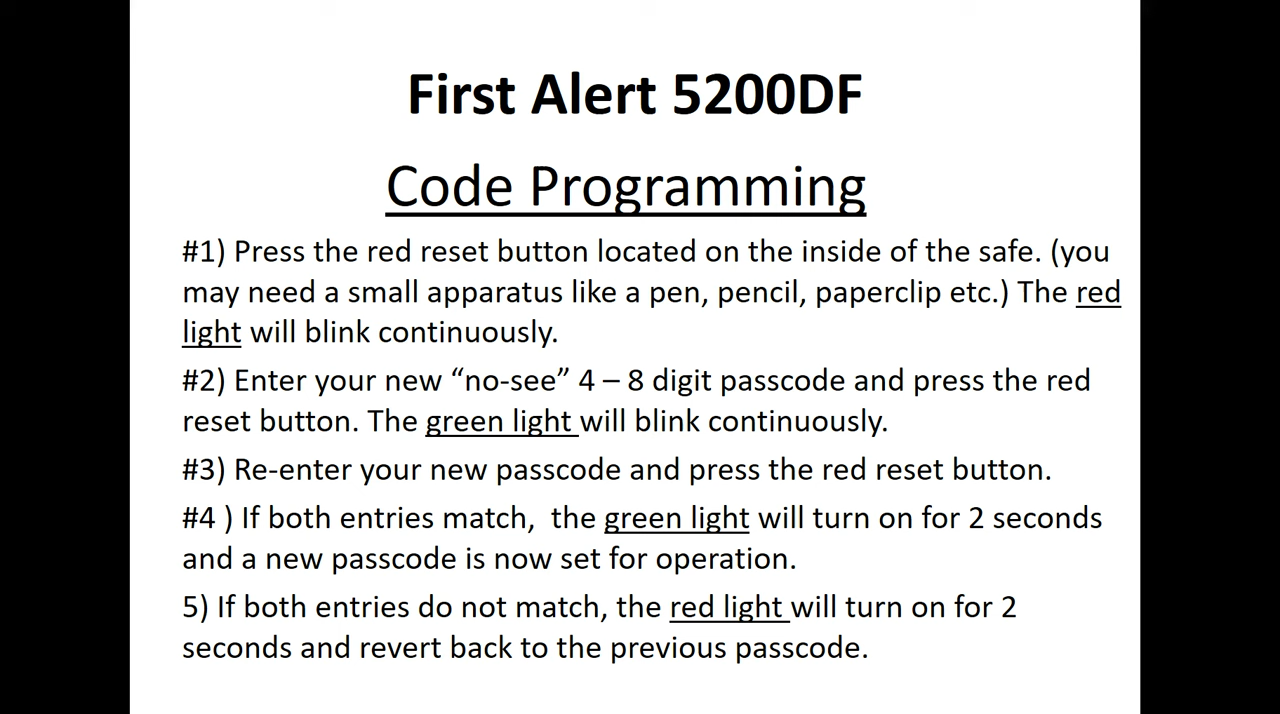 First Alert 5200DF
Code Programming
#1) Press the red reset button located on the inside of the safe. (you
may need a small apparatus like a pen, pencil, paperclip etc.) The red
light will blink continuously.
#2) Enter your new “no-see” 4 – 8 digit passcode and press the red
reset button. The green light will blink continuously.
#3) Re-enter your new passcode and press the red reset button.
#4 ) If both entries match,  the green light will turn on for 2 seconds
and a new passcode is now set for operation.
5) If both entries do not match, the red light will turn on for 2
seconds and revert back to the previous passcode.